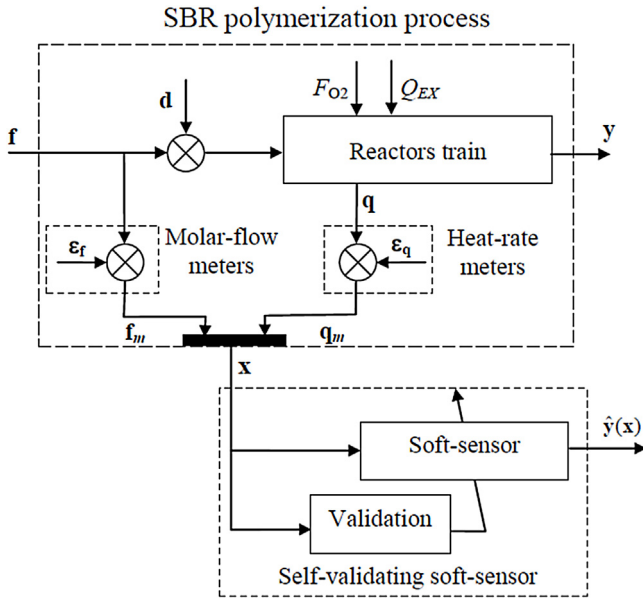 SBR polymerization process
d
F_O2
Q_EX
f
Reactors train
y
q
ε_f
Molar-flow
meters
ε_q
Heat-rate
meters
f_m
q_m
x
Soft-sensor
ŷ(x)
Validation
Self-validating soft-sensor